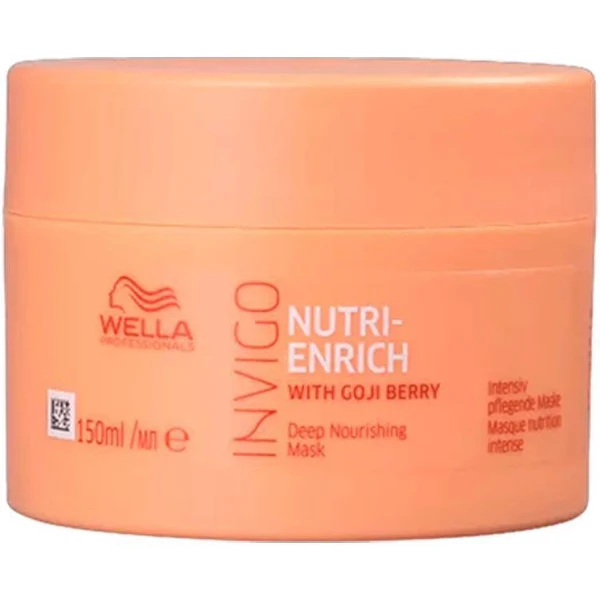 WELLA
PROFESSIONALS
150ml /мл e
INVIGO
NUTRI-
ENRICH
WITH GOJI BERRY
Deep Nourishing
Mask
Intensiv
pflegende Maske
Masque nutrition
intense